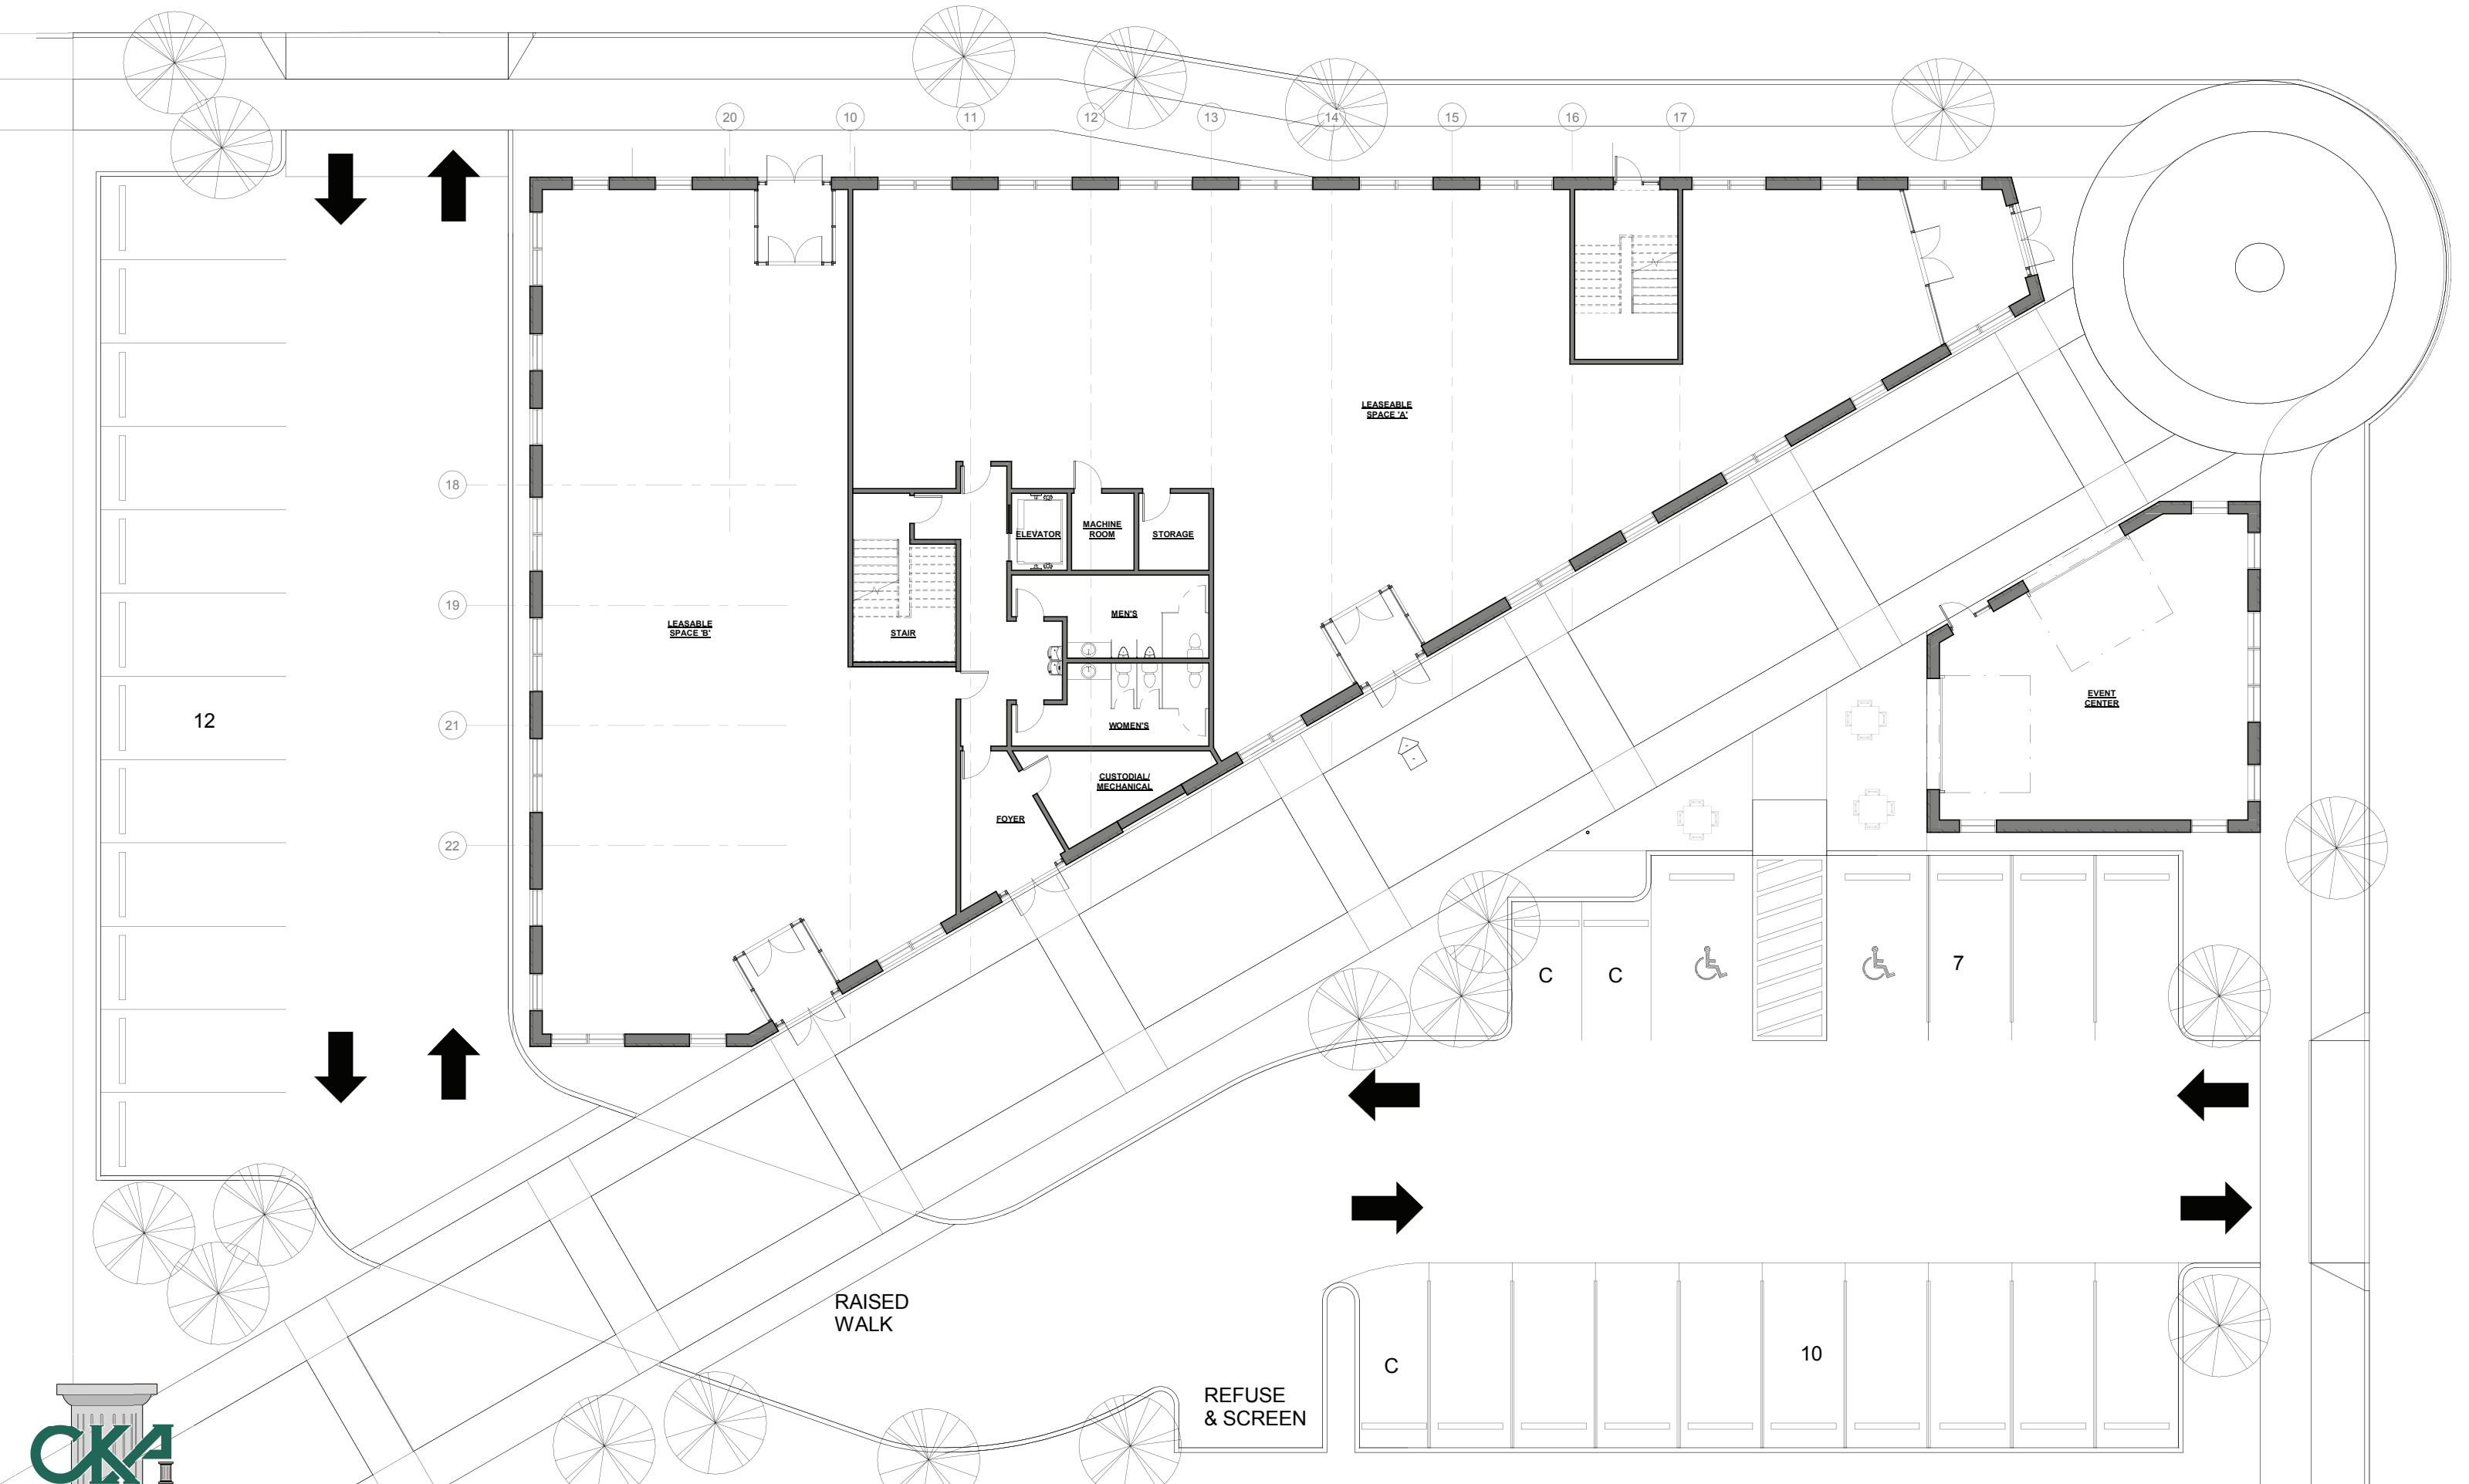 20
10
11
12
13
14
15
16
17
18
LEASEABLE
SPACE 'A'
ELEVATOR
MACHINE
ROOM
STORAGE
19
LEASABLE
SPACE 'B'
STAIR
MEN'S
WOMEN'S
EVENT
CENTER
12
21
CUSTODIAL/
MECHANICAL
FOYER
22
C
C
7
RAISED
WALK
REFUSE
& SCREEN
C
10
CKA